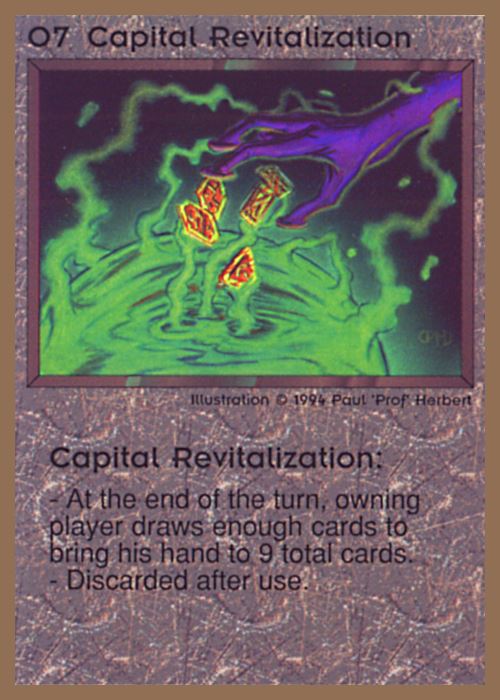 O7 Capital Revitalization
Illustration © 1994 Paul 'Prof' Herbert
Capital Revitalization:
- At the end of the turn, owning
player draws enough cards to
bring his hand to 9 total cards.
- Discarded after use.